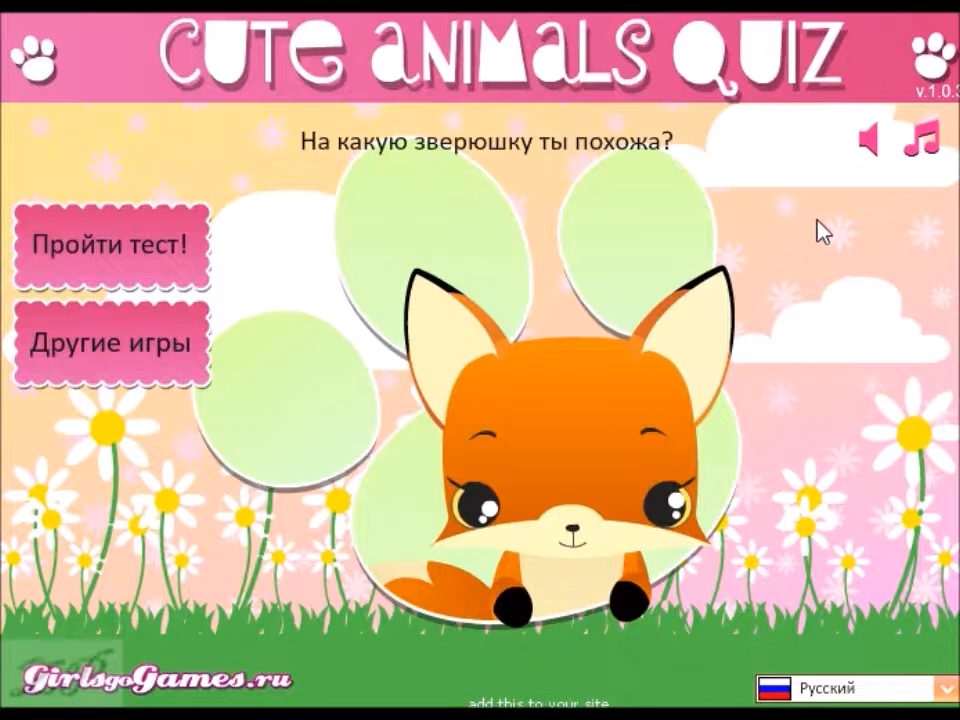 CUTE ANIMALS QUIZ
v.1.0.3
На какую зверюшку ты похожа?
Пройти тест!
Другие игры
GirlsgoGames.ru
add this to your site
Русский